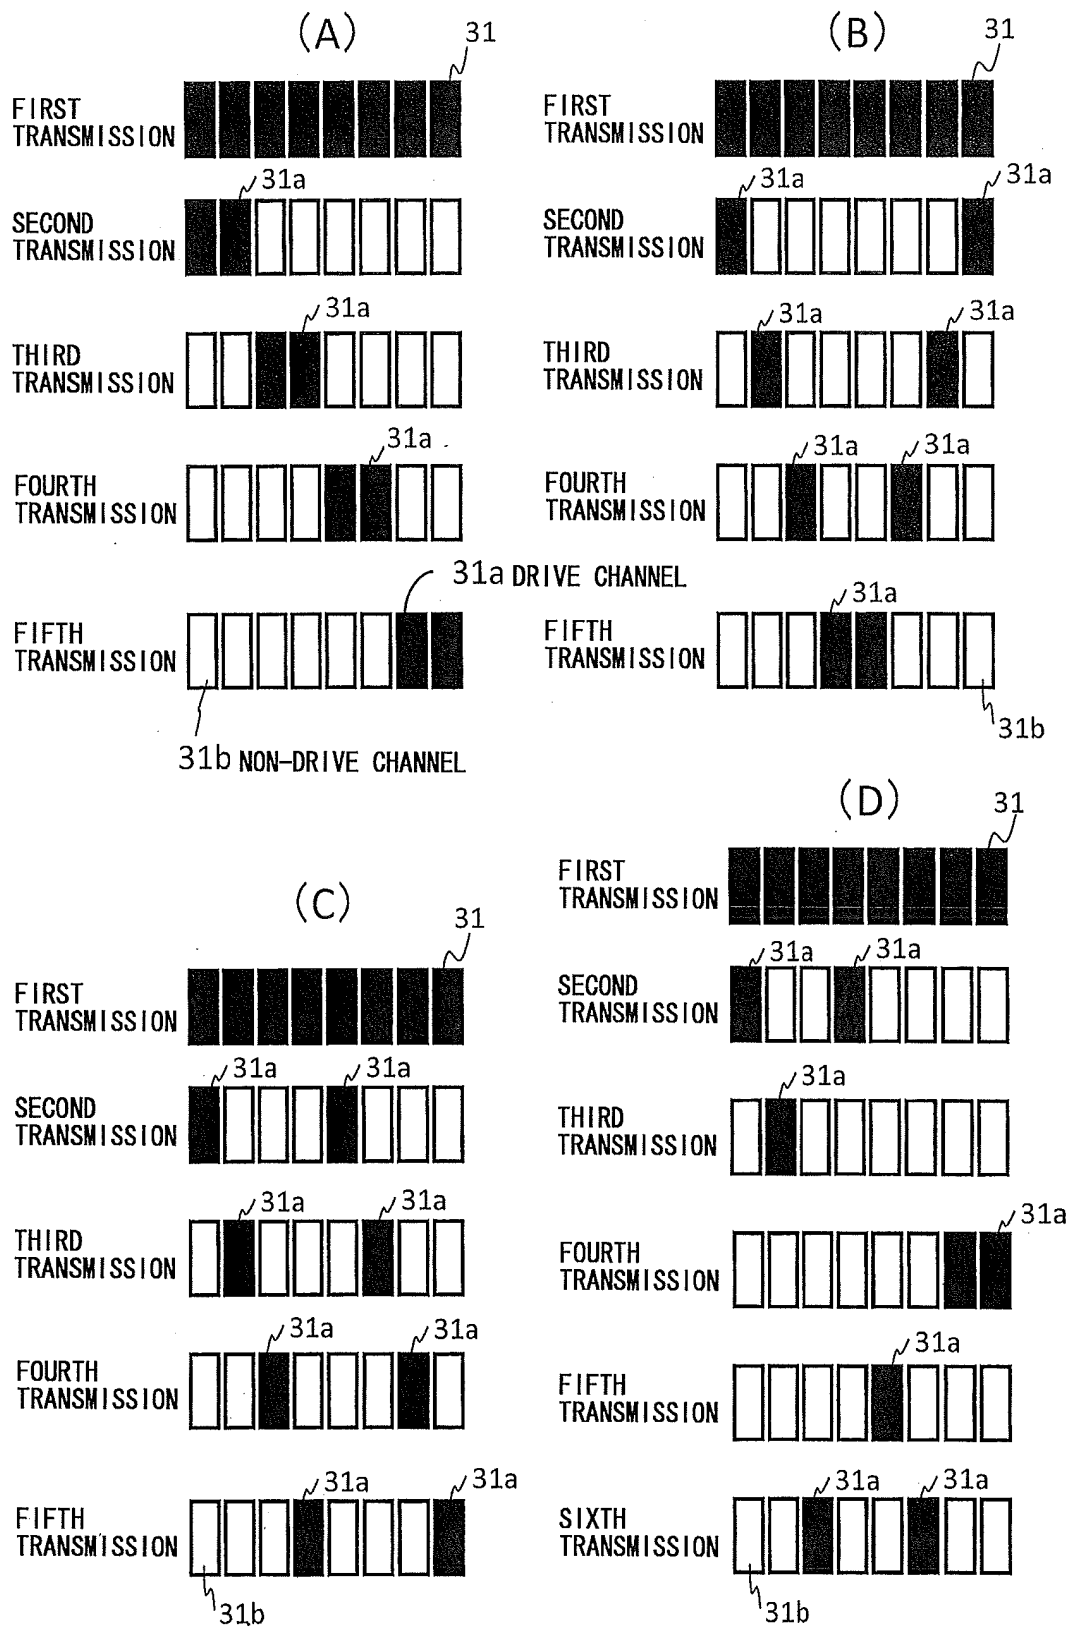 (A)
31
FIRST
TRANSMISSION
31a
SECOND
TRANSMISSION
31a
THIRD
TRANSMISSION
31a
FOURTH
TRANSMISSION
31a DRIVE CHANNEL
FIFTH
TRANSMISSION
31b NON-DRIVE CHANNEL
(B)
31
FIRST
TRANSMISSION
31a
31a
SECOND
TRANSMISSION
31a
31a
THIRD
TRANSMISSION
31a
31a
FOURTH
TRANSMISSION
31a
FIFTH
TRANSMISSION
31b
(C)
31
FIRST
TRANSMISSION
31a
31a
SECOND
TRANSMISSION
31a
31a
THIRD
TRANSMISSION
31a
31a
FOURTH
TRANSMISSION
31a
31a
FIFTH
TRANSMISSION
31b
(D)
31
FIRST
TRANSMISSION
31a
31a
SECOND
TRANSMISSION
31a
THIRD
TRANSMISSION
31a
FOURTH
TRANSMISSION
31a
FIFTH
TRANSMISSION
31a
31a
SIXTH
TRANSMISSION
31b